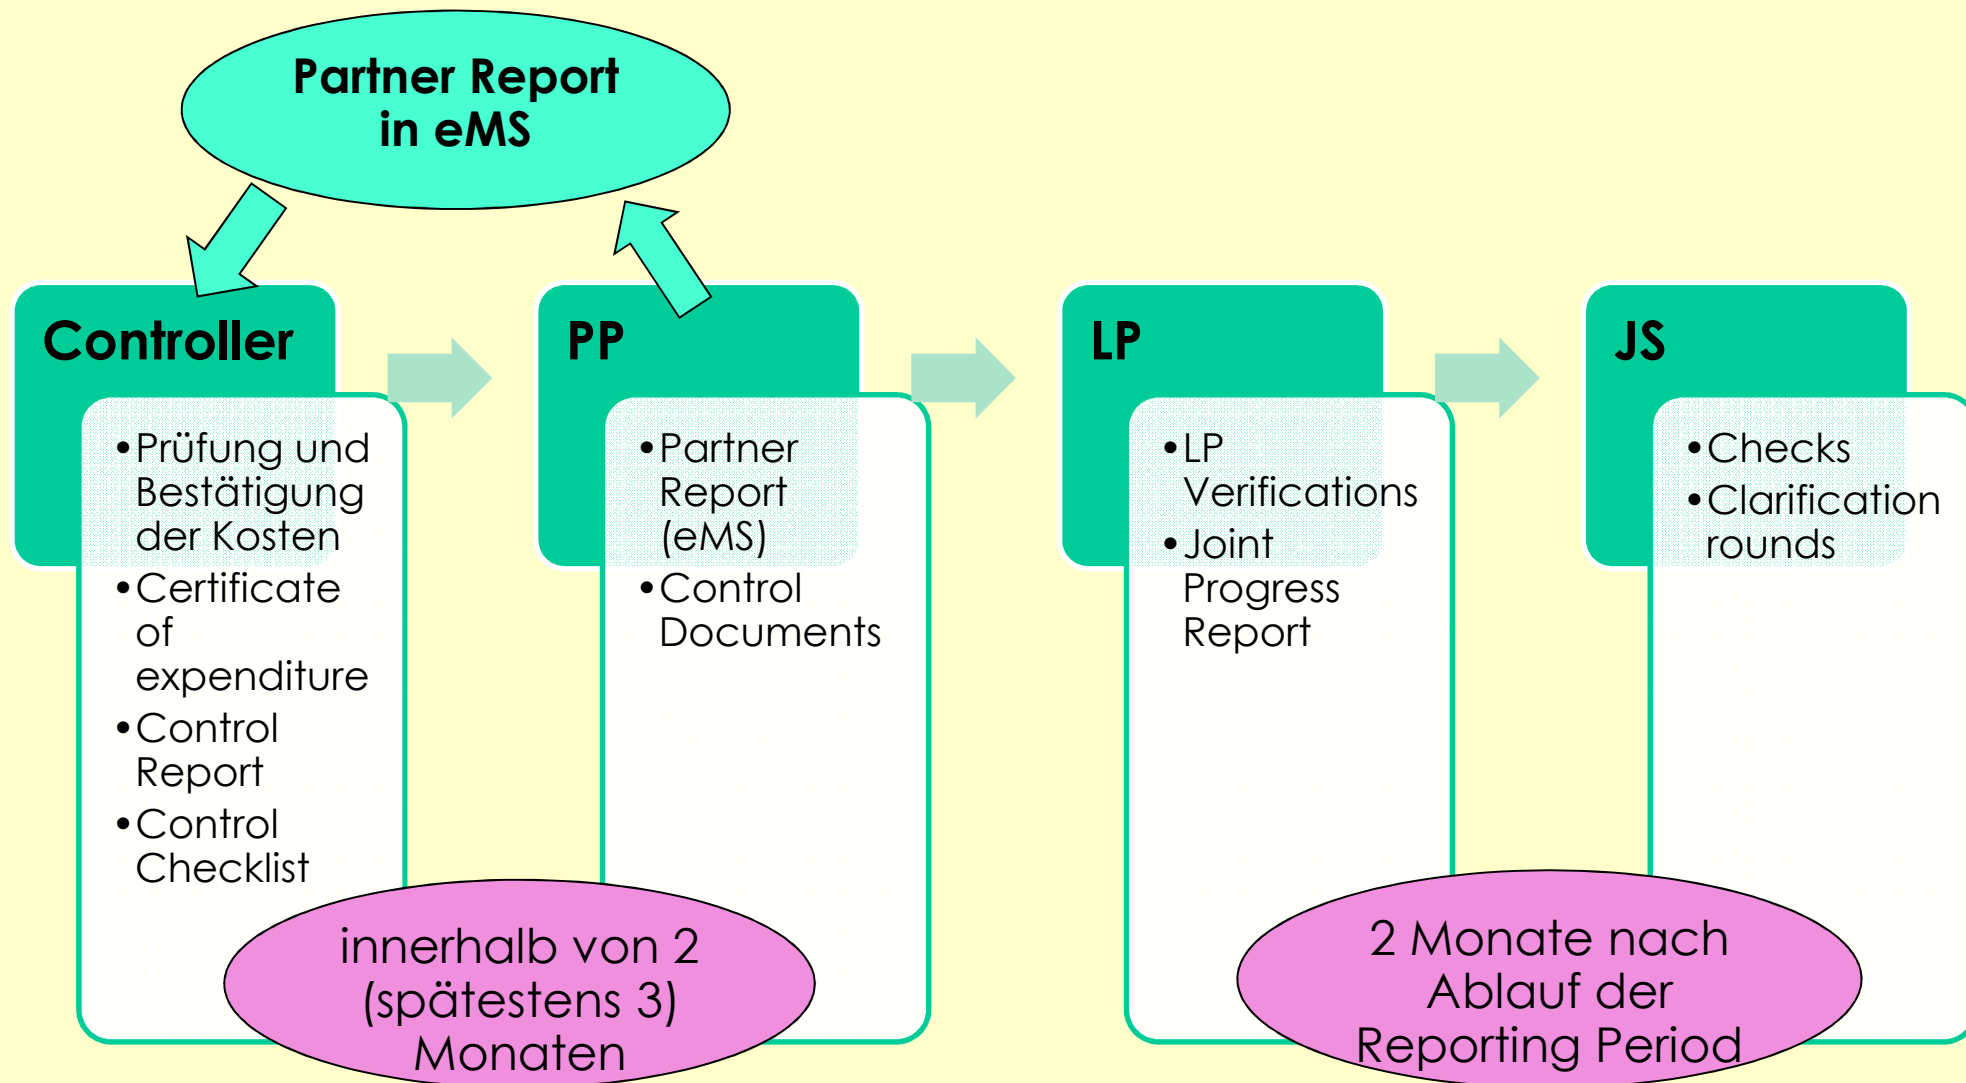 Partner Report
in eMS
Controller
•Prüfung und
Bestätigung
der Kosten
•Certificate
of
expenditure
•Control
Report
•Control
Checklist
PP
•Partner
Report
(eMS)
•Control
Documents
LP
•LP
Verifications
•Joint
Progress
Report
JS
•Checks
•Clarification
rounds
innerhalb von 2
(spätestens 3)
Monaten
2 Monate nach
Ablauf der
Reporting Period